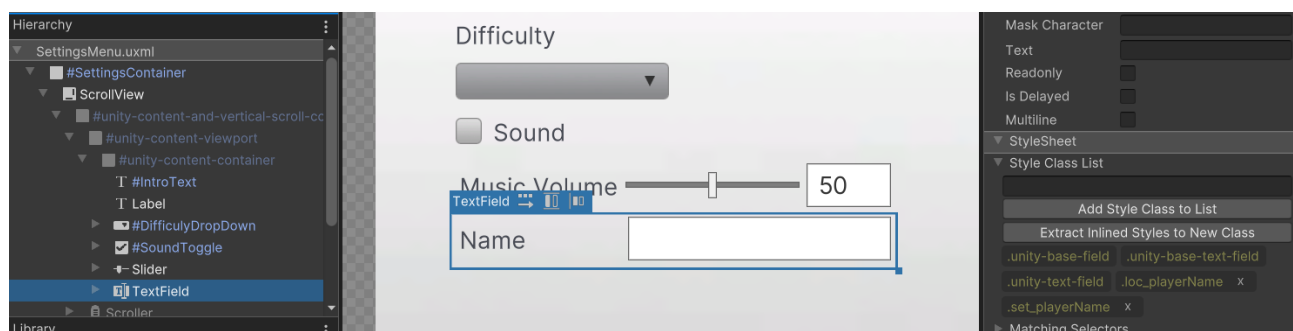 Hierarchy
SettingsMenu.uxml
#SettingsContainer
ScrollView
#unity-content-and-vertical-scroll-cc
#unity-content-viewport
#unity-content-container
T #IntroText
T Label
#DifficulyDropDown
#SoundToggle
Slider
TextField
Scroller
Library
Difficulty
Sound
Music Volume 50
TextField
Name
Mask Character
Text
Readonly
Is Delayed
Multiline
StyleSheet
Style Class List
Add Style Class to List
Extract Inlined Styles to New Class
.unity-base-field .unity-base-text-field
.unity-text-field .loc_playerName x
.set_playerName x
Matching Selectors